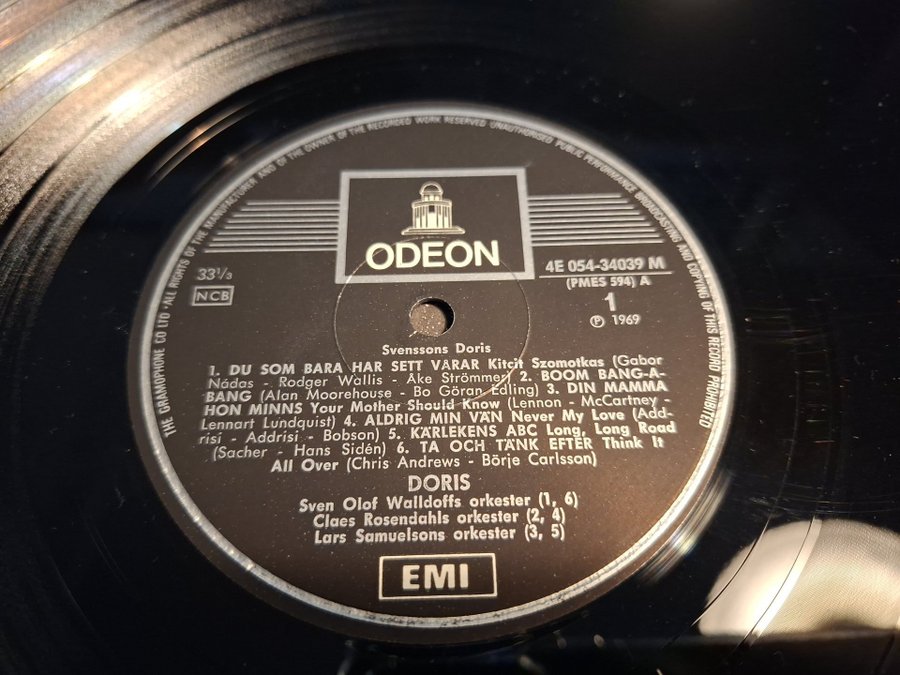 THE GRAMOPHONE CO LTD • ALL RIGHTS OF THE MANUFACTURER AND OF THE OWNER OF THE RECORDED WORK RESERVED UNAUTHORISED PUBLIC PERFORMANCE BROADCASTING AND COPYING OF THIS RECORD PROHIBITED
ODEON
33⅓
NCB
4E 054-34039 M
(PMES 594) A
1
Ⓟ 1969
Svenssons Doris
1. DU SOM BARA HAR SETT VÅRAR Kitcit Szomotkas (Gabor
Nádas - Rodger Wallis - Åke Strömmer) 2. BOOM BANG-A-
BANG (Alan Moorehouse - Bo Göran Edling) 3. DIN MAMMA
HON MINNS Your Mother Should Know (Lennon - McCartney -
Lennart Lundquist) 4. ALDRIG MIN VÄN Never My Love (Add-
risi - Addrisi - Bobson) 5. KÄRLEKENS ABC Long, Long Road
(Sacher - Hans Sidén) 6. TA OCH TÄNK EFTER Think It
All Over (Chris Andrews - Börje Carlsson)
DORIS
Sven Olof Walldoffs orkester (1, 6)
Claes Rosendahls orkester (2, 4)
Lars Samuelsons orkester (3, 5)
EMI